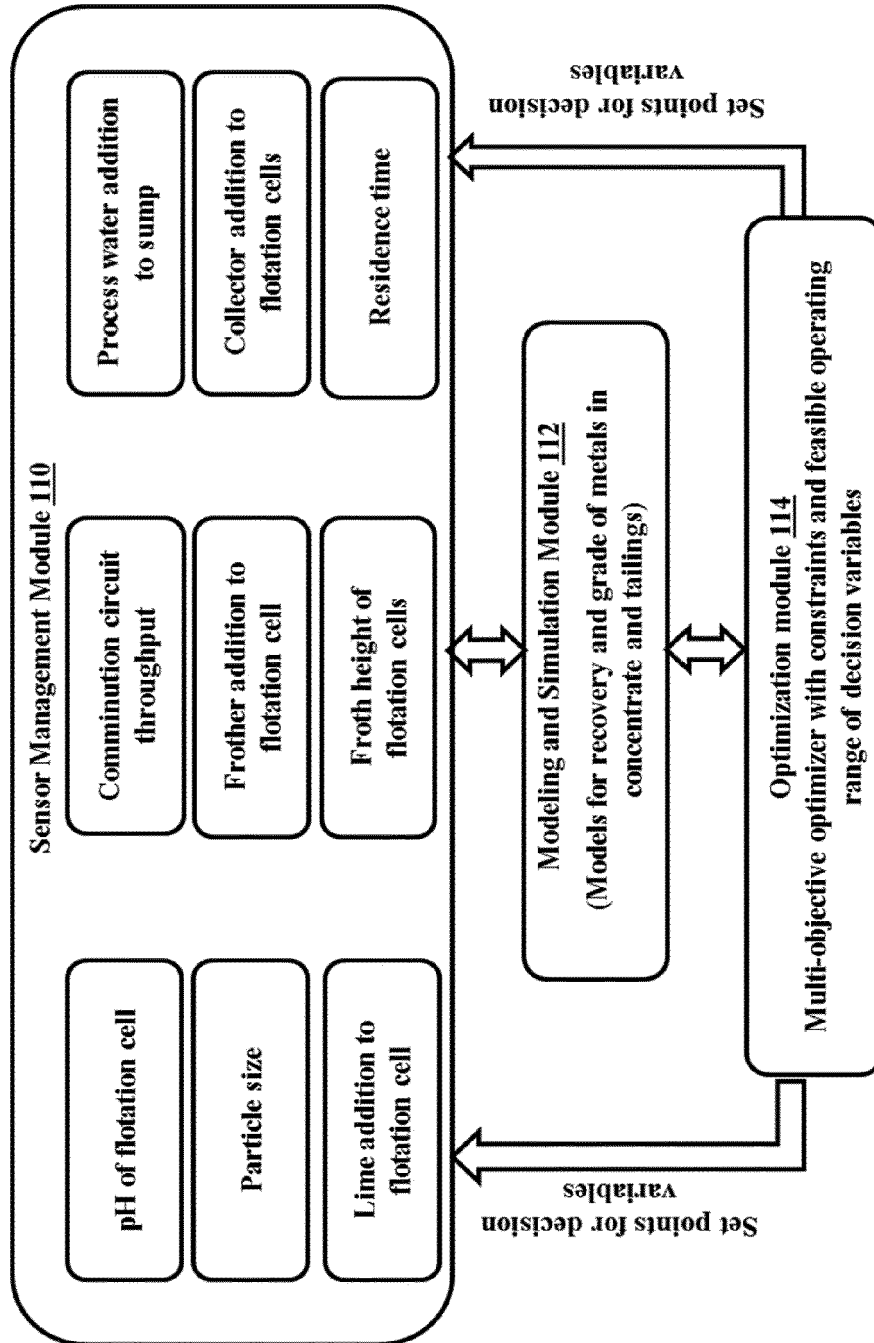 Sensor Management Module 110
pH of flotation cell
Particle size
Lime addition to
flotation cell
Comminution circuit
throughput
Frother addition to
flotation cell
Froth height of
flotation cells
Process water addition
to sump
Collector addition to
flotation cells
Residence time
Set points for decision
variables
Modeling and Simulation Module 112
(Models for recovery and grade of metals in
concentrate and tailings)
Set points for decision
variables
Optimization module 114
Multi-objective optimizer with constraints and feasible operating
range of decision variables